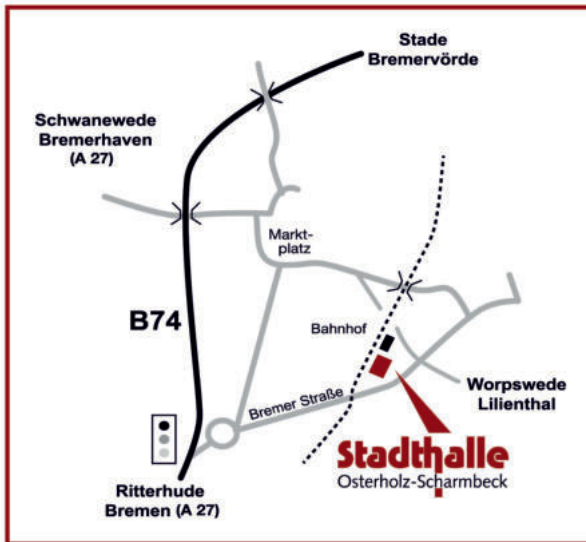 Stade
Bremervörde
Schwanewede
Bremerhaven
(A 27)
Markt-
platz
B74
Bahnhof
Worpswede
Lilienthal
Bremer Straße
Stadthalle
Osterholz-Scharmbeck
Ritterhude
Bremen (A 27)